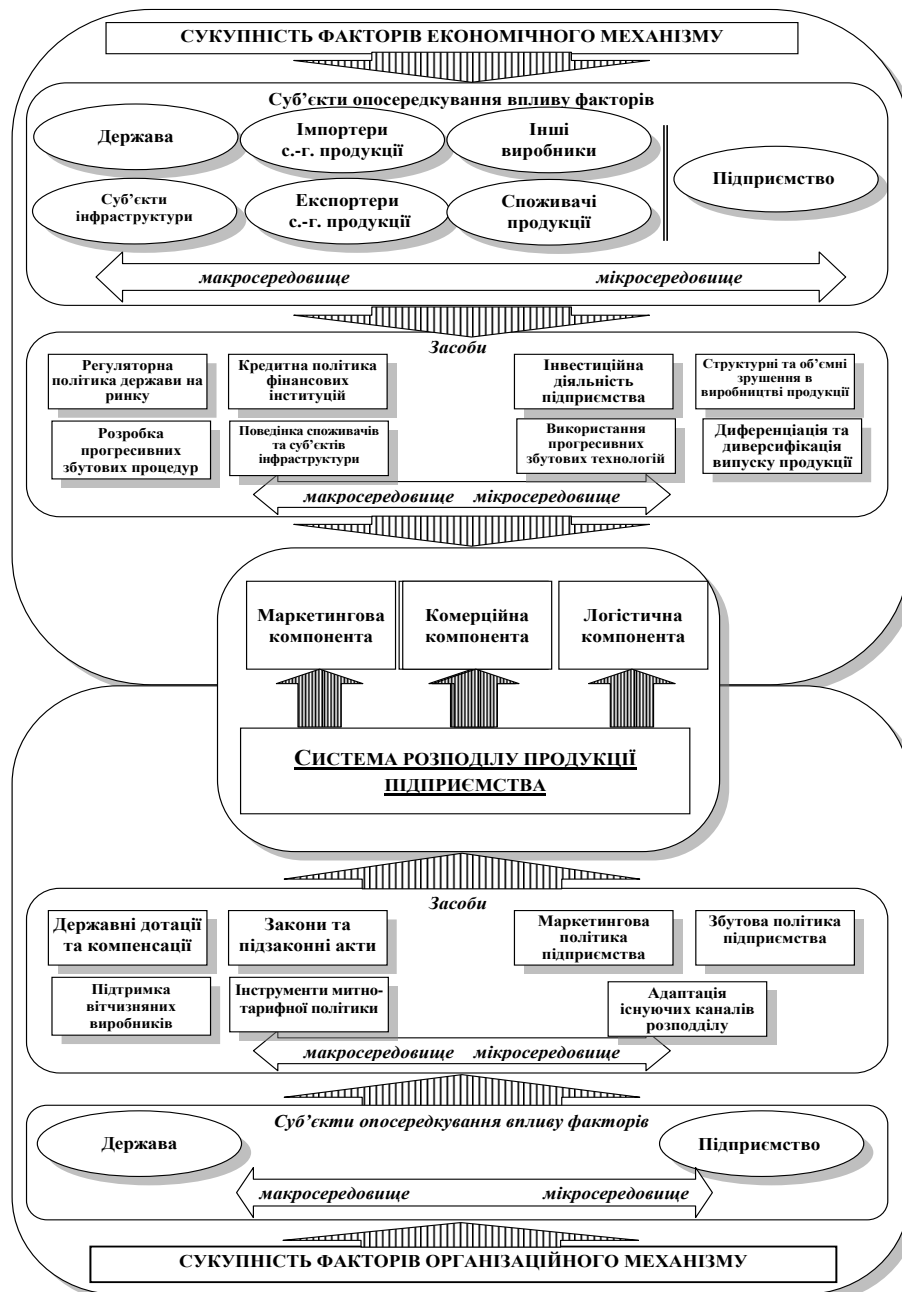 СУКУПНІСТЬ ФАКТОРІВ ЕКОНОМІЧНОГО МЕХАНІЗМУ
Суб’єкти опосередкування впливу факторів
Держава
Імпортери
с.-г. продукції
Інші
виробники
Суб’єкти
інфраструктури
Експортери
с.-г. продукції
Споживачі
продукції
Підприємство
макросередовище
мікросередовище
Засоби
Регуляторна
політика держави на
ринку
Кредитна політика
фінансових
інституцій
Інвестиційна
діяльність
підприємства
Структурні та об’ємні
зрушення в
виробництві продукції
Розробка
прогресивних
збутових процедур
Поведінка споживачів
та суб’єктів
інфраструктури
Використання
прогресивних
збутових технологій
Диференціація та
диверсифікація
випуску продукції
макросередовище мікросередовище
Маркетингова
компонента
Комерційна
компонента
Логістична
компонента
СИСТЕМА РОЗПОДІЛУ ПРОДУКЦІЇ
ПІДПРИЄМСТВА
Засоби
Державні дотації
та компенсації
Закони та
підзаконні акти
Маркетингова
політика
підприємства
Збутова політика
підприємства
Підтримка
вітчизняних
виробників
Інструменти митно-
тарифної політики
Адаптація
існуючих каналів
розподділу
макросередовище мікросередовище
Суб’єкти опосередкування впливу факторів
Держава
Підприємство
макросередовище
мікросередовище
СУКУПНІСТЬ ФАКТОРІВ ОРГАНІЗАЦІЙНОГО МЕХАНІЗМУ